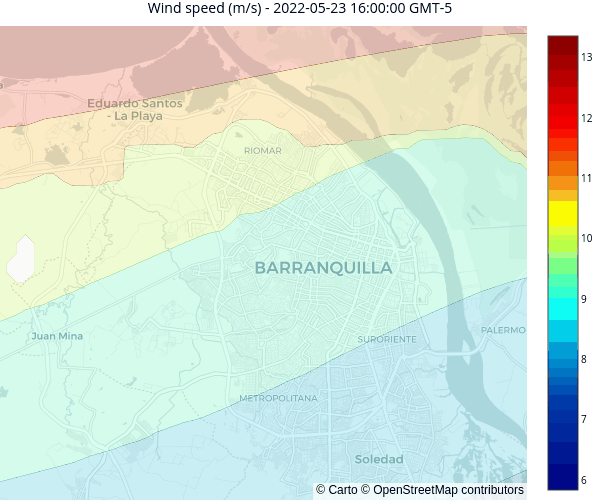 Wind speed (m/s) - 2022-05-23 16:00:00 GMT-5
Eduardo Santos
- La Playa
RIOMAR
BARRANQUILLA
Juan Mina
SURORIENTE
PALERMO
METROPOLITANA
Soledad
© Carto © OpenStreetMap contributors
13
12
11
10
9
8
7
6